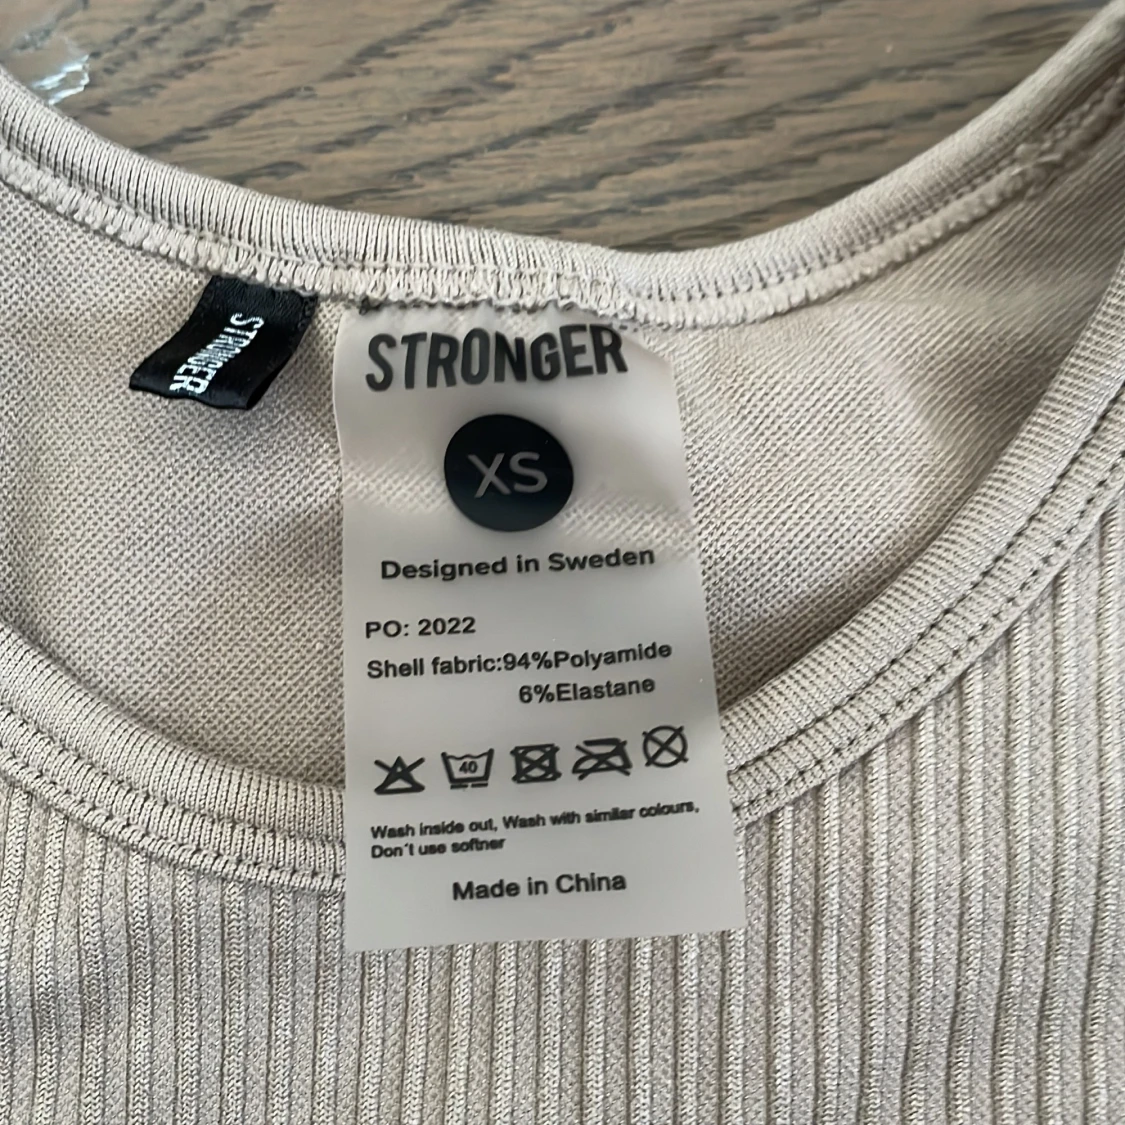 STRONGER
STRONGER
XS
Designed in Sweden
PO: 2022
Shell fabric:94%Polyamide
6%Elastane
40
Wash inside out, Wash with similar colours,
Don´t use softner
Made in China